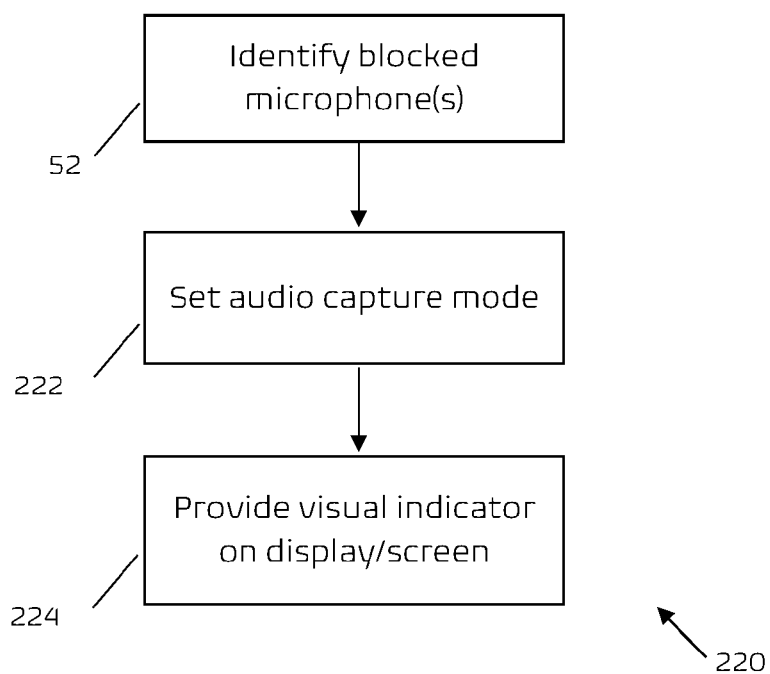 Identify blocked
microphone(s)
52
Set audio capture mode
222
Provide visual indicator
on display/screen
224
220